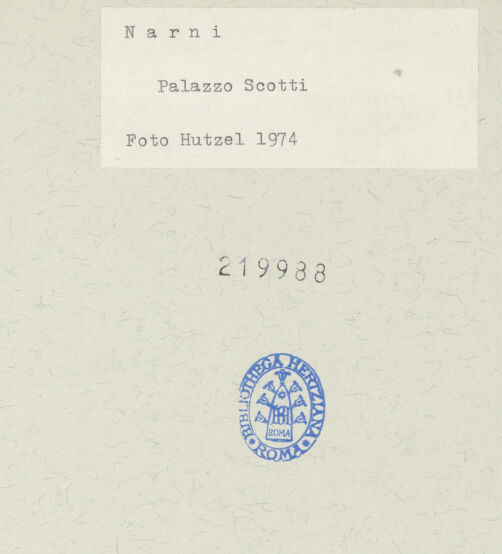 N a r n i
Palazzo Scotti
Foto Hutzel 1974
219988
BIBLIOTHECA HERTZIANA
ROMA
ROMA